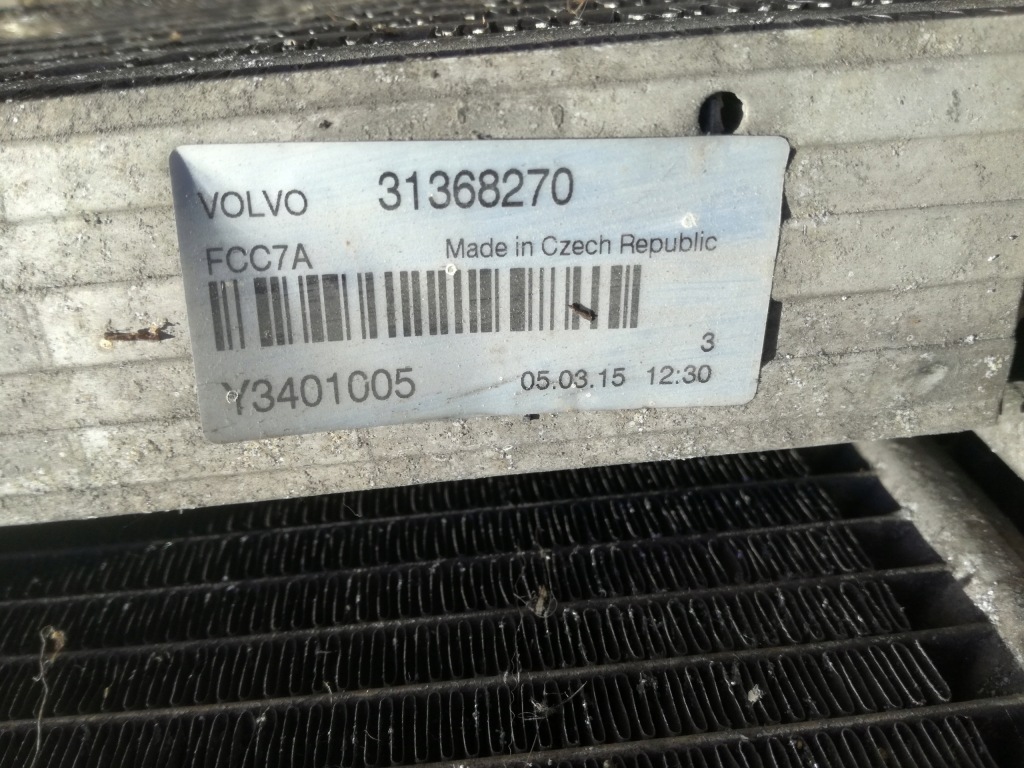 VOLVO 31368270
FCC7A Made in Czech Republic
3
Y3401005 05.03.15 12:30